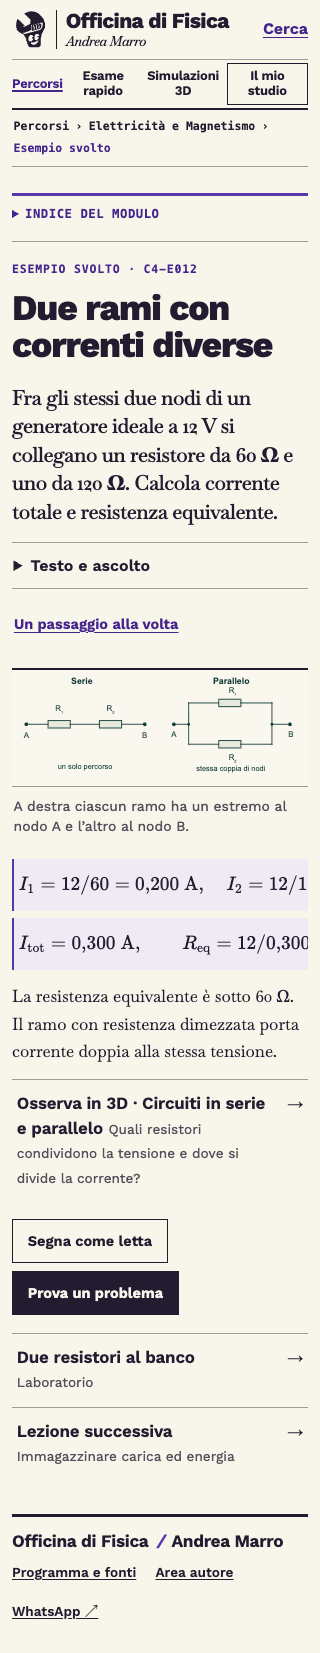 Officina di Fisica
Andrea Marro
Cerca
Percorsi
Esame rapido
Simulazioni 3D
Il mio studio
Percorsi › Elettricità e Magnetismo ›
Esempio svolto
▶ INDICE DEL MODULO
ESEMPIO SVOLTO · C4–E012
Due rami con
correnti diverse
Fra gli stessi due nodi di un
generatore ideale a 12 V si
collegano un resistore da 60 Ω e
uno da 120 Ω. Calcola corrente
totale e resistenza equivalente.
▶ Testo e ascolto
Un passaggio alla volta
Serie
R₁ R₂
A B
un solo percorso
Parallelo
R₁
A B
R₂
stessa coppia di nodi
A destra ciascun ramo ha un estremo al
nodo A e l’altro al nodo B.
I₁ = 12/60 = 0,200 A, I₂ = 12/1
Itot = 0,300 A, Req = 12/0,300
La resistenza equivalente è sotto 60 Ω.
Il ramo con resistenza dimezzata porta
corrente doppia alla stessa tensione.
Osserva in 3D · Circuiti in serie →
e parallelo Quali resistori
condividono la tensione e dove si
divide la corrente?
Segna come letta
Prova un problema
Due resistori al banco →
Laboratorio
Lezione successiva →
Immagazzinare carica ed energia
Officina di Fisica / Andrea Marro
Programma e fonti Area autore
WhatsApp ↗